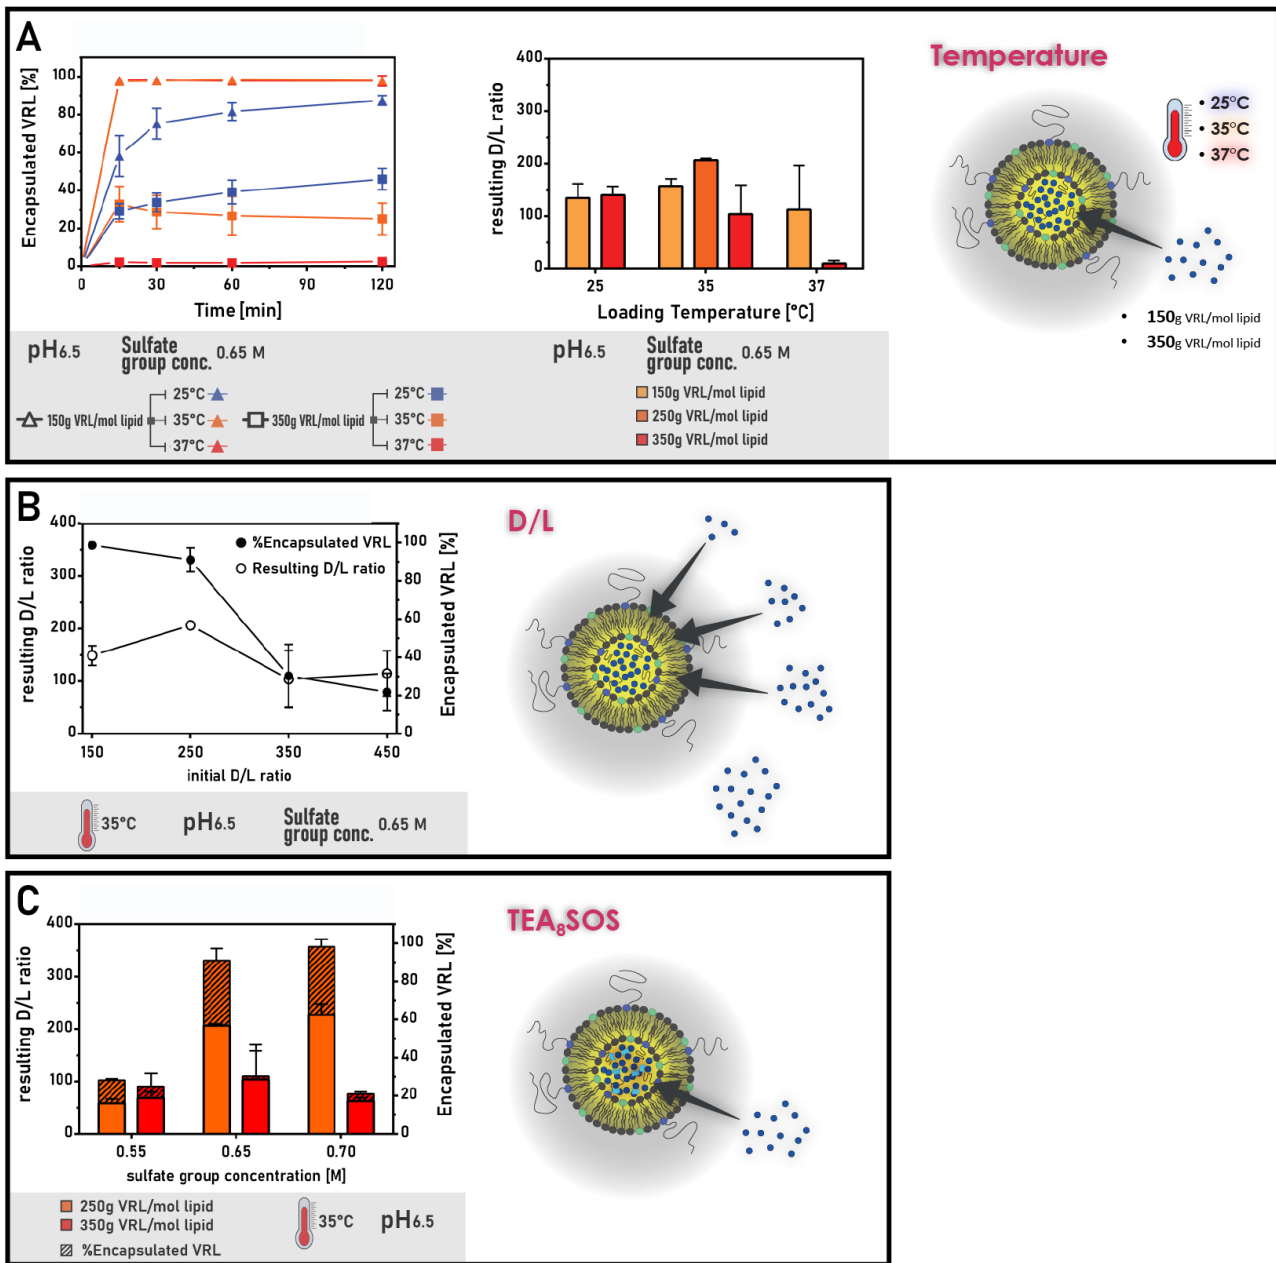 A
Encapsulated VRL [%]
100
80
60
40
20
0
0 30 60 90 120
Time [min]
resulting D/L ratio
400
300
200
100
0
25 35 37
Loading Temperature [°C]
Temperature
• 25°C
• 35°C
• 37°C
• 150g VRL/mol lipid
• 350g VRL/mol lipid
pH6.5 Sulfate group conc. 0.65 M
150g VRL/mol lipid
25°C
35°C
37°C
350g VRL/mol lipid
25°C
35°C
37°C
pH6.5 Sulfate group conc. 0.65 M
150g VRL/mol lipid
250g VRL/mol lipid
350g VRL/mol lipid
B
resulting D/L ratio
400
300
200
100
0
%Encapsulated VRL
Resulting D/L ratio
Encapsulated VRL [%]
100
80
60
40
20
0
150 250 350 450
initial D/L ratio
35°C pH6.5 Sulfate group conc. 0.65 M
D/L
C
resulting D/L ratio
400
300
200
100
0
Encapsulated VRL [%]
100
80
60
40
20
0
0.55 0.65 0.70
sulfate group concentration [M]
250g VRL/mol lipid
350g VRL/mol lipid
%Encapsulated VRL
35°C pH6.5
TEA8SOS